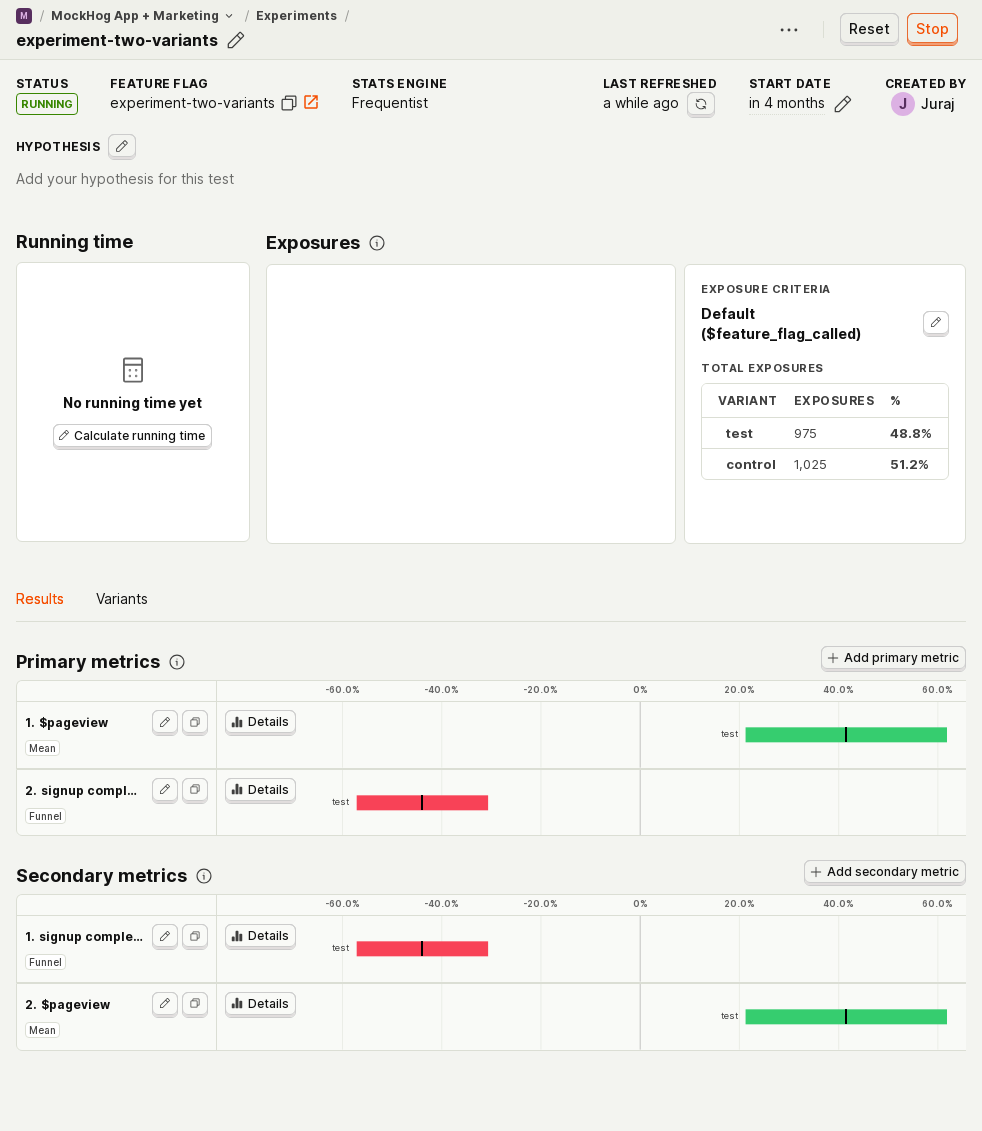 M / MockHog App + Marketing / Experiments /
experiment-two-variants
Reset
Stop
STATUS
RUNNING
FEATURE FLAG
experiment-two-variants
STATS ENGINE
Frequentist
LAST REFRESHED
a while ago
START DATE
in 4 months
CREATED BY
J Juraj
HYPOTHESIS
Add your hypothesis for this test
Running time
No running time yet
Calculate running time
Exposures
EXPOSURE CRITERIA
Default
($feature_flag_called)
TOTAL EXPOSURES
VARIANT EXPOSURES %
test 975 48.8%
control 1,025 51.2%
Results Variants
Primary metrics
Add primary metric
-60.0% -40.0% -20.0% 0% 20.0% 40.0% 60.0%
1. $pageview
Mean
Details
test
2. signup compl...
Funnel
Details
test
Secondary metrics
Add secondary metric
-60.0% -40.0% -20.0% 0% 20.0% 40.0% 60.0%
1. signup comple...
Funnel
Details
test
2. $pageview
Mean
Details
test